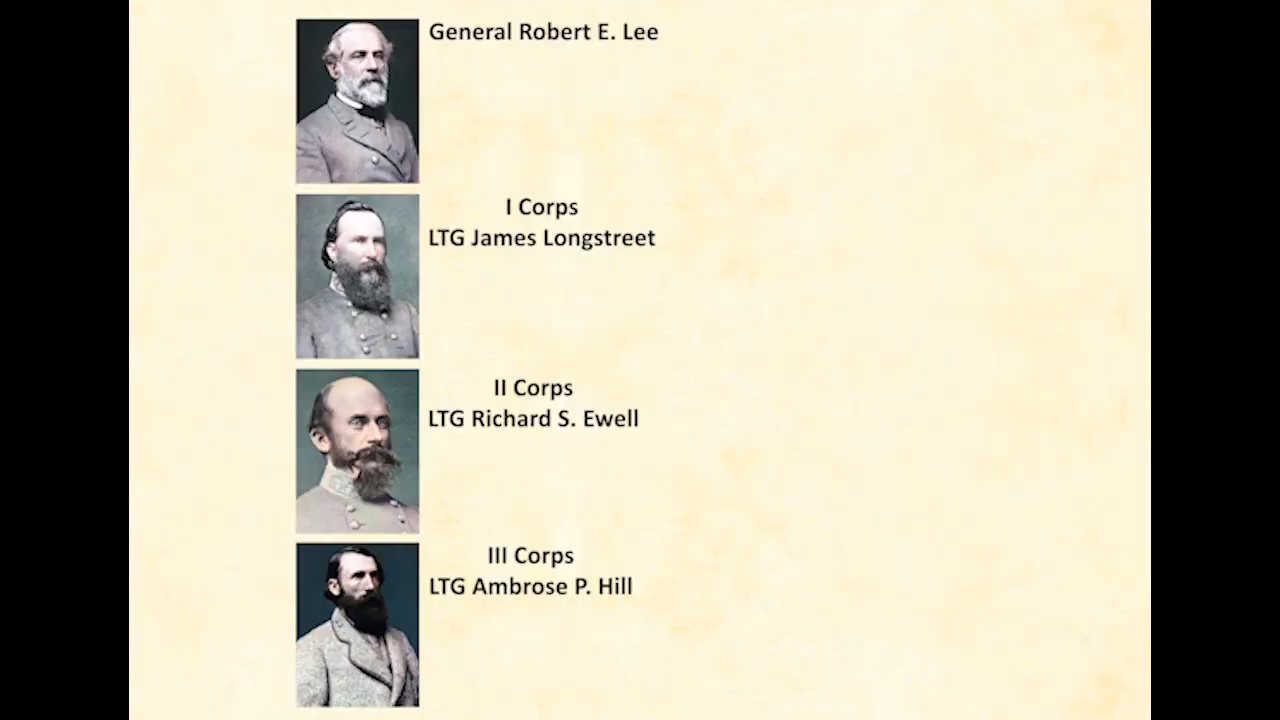 General Robert E. Lee
I Corps
LTG James Longstreet
II Corps
LTG Richard S. Ewell
III Corps
LTG Ambrose P. Hill